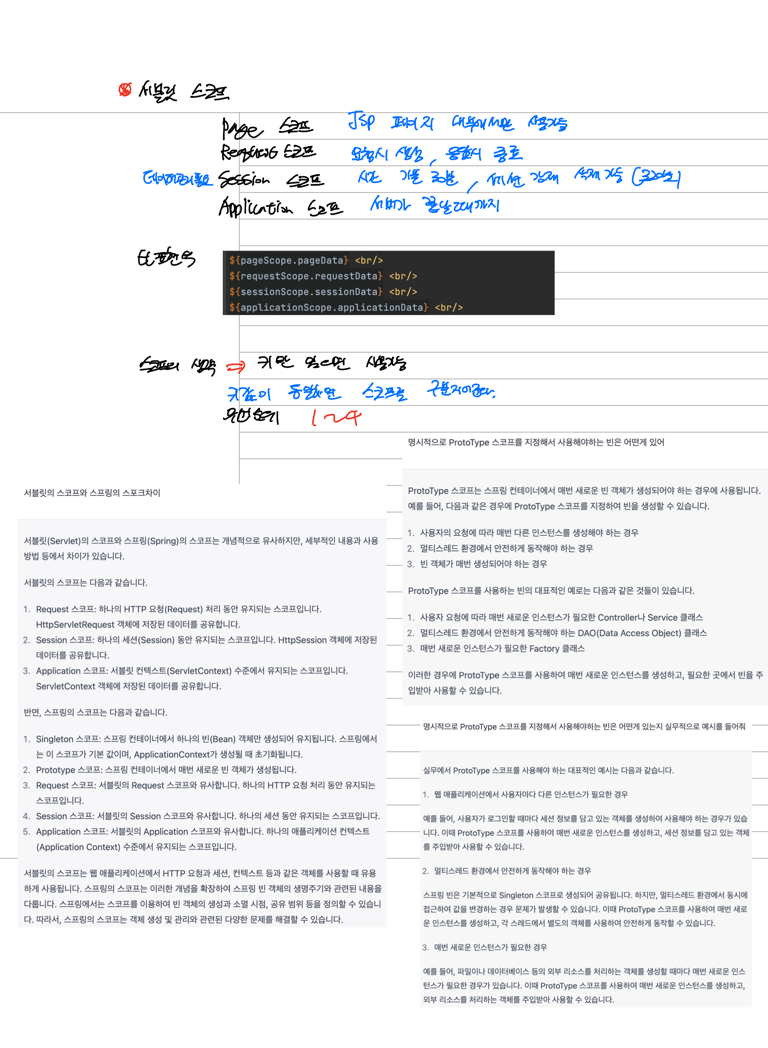 서블릿 스코프
Page 스코프 JSP 페이지 내부에서만 사용가능
Request 스코프 요청시 생성, 응답시 종료
Session 스코프 시간 기본 30분, 세션 강제 삭제 가능
Application 스코프 서버가 끝날때까지
EL표현식
${pageScope.pageData} <br/>
${requestScope.requestData} <br/>
${sessionScope.sessionData} <br/>
${applicationScope.applicationData} <br/>
스코프의 생략 ⇒ 키만 있으면 사용가능
키값이 동일하면 스코프로 구분지어준다.
우선순위 1~4
명시적으로 ProtoType 스코프를 지정해서 사용해야하는 빈은 어떤게 있어
ProtoType 스코프는 스프링 컨테이너에서 매번 새로운 빈 객체가 생성되어야 하는 경우에 사용됩니다.
예를 들어, 다음과 같은 경우에 ProtoType 스코프를 지정하여 빈을 생성할 수 있습니다.
1. 사용자의 요청에 따라 매번 다른 인스턴스를 생성해야 하는 경우
2. 멀티스레드 환경에서 안전하게 동작해야 하는 경우
3. 빈 객체가 매번 생성되어야 하는 경우
ProtoType 스코프를 사용하는 빈의 대표적인 예로는 다음과 같은 것들이 있습니다.
1. 사용자 요청에 따라 매번 새로운 인스턴스가 필요한 Controller나 Service 클래스
2. 멀티스레드 환경에서 안전하게 동작해야 하는 DAO(Data Access Object) 클래스
3. 매번 새로운 인스턴스가 필요한 Factory 클래스
이러한 경우에 ProtoType 스코프를 사용하여 매번 새로운 인스턴스를 생성하고, 필요한 곳에서 빈을 주
입받아 사용할 수 있습니다.
서블릿의 스코프와 스프링의 스포크차이
서블릿(Servlet)의 스코프와 스프링(Spring)의 스코프는 개념적으로 유사하지만, 세부적인 내용과 사용
방법 등에서 차이가 있습니다.
서블릿의 스코프는 다음과 같습니다.
1. Request 스코프: 하나의 HTTP 요청(Request) 처리 동안 유지되는 스코프입니다.
HttpServletRequest 객체에 저장된 데이터를 공유합니다.
2. Session 스코프: 하나의 세션(Session) 동안 유지되는 스코프입니다. HttpSession 객체에 저장된
데이터를 공유합니다.
3. Application 스코프: 서블릿 컨텍스트(ServletContext) 수준에서 유지되는 스코프입니다.
ServletContext 객체에 저장된 데이터를 공유합니다.
반면, 스프링의 스코프는 다음과 같습니다.
1. Singleton 스코프: 스프링 컨테이너에서 하나의 빈(Bean) 객체만 생성되어 유지됩니다. 스프링에서
는 이 스코프가 기본 값이며, ApplicationContext가 생성될 때 초기화됩니다.
2. Prototype 스코프: 스프링 컨테이너에서 매번 새로운 빈 객체가 생성됩니다.
3. Request 스코프: 서블릿의 Request 스코프와 유사합니다. 하나의 HTTP 요청 처리 동안 유지되는
스코프입니다.
4. Session 스코프: 서블릿의 Session 스코프와 유사합니다. 하나의 세션 동안 유지되는 스코프입니다.
5. Application 스코프: 서블릿의 Application 스코프와 유사합니다. 하나의 애플리케이션 컨텍스트
(Application Context) 수준에서 유지되는 스코프입니다.
서블릿의 스코프는 웹 애플리케이션에서 HTTP 요청과 세션, 컨텍스트 등과 같은 객체를 사용할 때 유용
하게 사용됩니다. 스프링의 스코프는 이러한 개념을 확장하여 스프링 빈 객체의 생명주기와 관련된 내용을
다룹니다. 스프링에서는 스코프를 이용하여 빈 객체의 생성과 소멸 시점, 공유 범위 등을 정의할 수 있습니
다. 따라서, 스프링의 스코프는 객체 생성 및 관리와 관련된 다양한 문제를 해결할 수 있습니다.
명시적으로 ProtoType 스코프를 지정해서 사용해야하는 빈은 어떤게 있는지 실무적으로 예시를 들어줘
실무에서 ProtoType 스코프를 사용해야 하는 대표적인 예시는 다음과 같습니다.
1. 웹 애플리케이션에서 사용자마다 다른 인스턴스가 필요한 경우
예를 들어, 사용자가 로그인할 때마다 세션 정보를 담고 있는 객체를 생성하여 사용해야 하는 경우가 있습
니다. 이때 ProtoType 스코프를 사용하여 매번 새로운 인스턴스를 생성하고, 세션 정보를 담고 있는 객체
를 주입받아 사용할 수 있습니다.
2. 멀티스레드 환경에서 안전하게 동작해야 하는 경우
스프링 빈은 기본적으로 Singleton 스코프로 생성되어 공유됩니다. 하지만, 멀티스레드 환경에서 동시에
접근하여 값을 변경하는 경우 문제가 발생할 수 있습니다. 이때 ProtoType 스코프를 사용하여 매번 새로
운 인스턴스를 생성하고, 각 스레드에서 별도의 객체를 사용하여 안전하게 동작할 수 있습니다.
3. 매번 새로운 인스턴스가 필요한 경우
예를 들어, 파일이나 데이터베이스 등의 외부 리소스를 처리하는 객체를 생성할 때마다 매번 새로운 인스
턴스가 필요한 경우가 있습니다. 이때 ProtoType 스코프를 사용하여 매번 새로운 인스턴스를 생성하고,
외부 리소스를 처리하는 객체를 주입받아 사용할 수 있습니다.